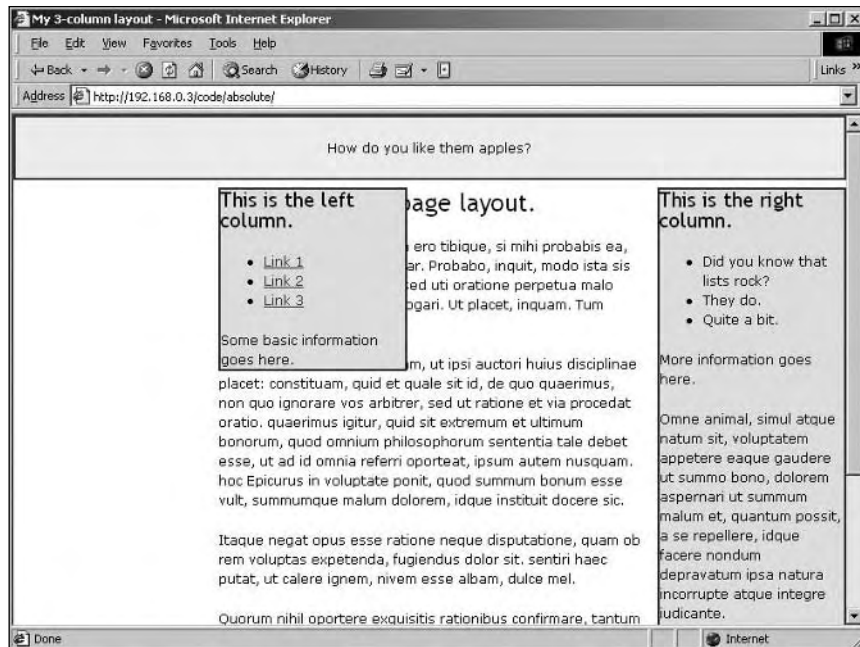 My 3-column layout - Microsoft Internet Explorer
File Edit View Favorites Tools Help
Back Search History Links »
Address http://192.168.0.3/code/absolute/
How do you like them apples?
This is the left
column.
• Link 1
• Link 2
• Link 3
Some basic information
goes here.
page layout.
ero tibique, si mihi probabis ea,
ar. Probabo, inquit, modo ista sis
sed uti oratione perpetua malo
ogari. Ut placet, inquam. Tum
m, ut ipsi auctori huius disciplinae
placet: constituam, quid et quale sit id, de quo quaerimus,
non quo ignorare vos arbitrer, sed ut ratione et via procedat
oratio. quaerimus igitur, quid sit extremum et ultimum
bonorum, quod omnium philosophorum sententia tale debet
esse, ut ad id omnia referri oporteat, ipsum autem nusquam.
hoc Epicurus in voluptate ponit, quod summum bonum esse
vult, summumque malum dolorem, idque instituit docere sic.
Itaque negat opus esse ratione neque disputatione, quam ob
rem voluptas expetenda, fugiendus dolor sit. sentiri haec
putat, ut calere ignem, nivem esse albam, dulce mel.
Quorum nihil oportere exquisitis rationibus confirmare, tantum
This is the right
column.
• Did you know that
lists rock?
• They do.
• Quite a bit.
More information goes
here.
Omne animal, simul atque
natum sit, voluptatem
appetere eaque gaudere
ut summo bono, dolorem
aspernari ut summum
malum et, quantum possit,
a se repellere, idque
facere nondum
depravatum ipsa natura
incorrupte atque integre
iudicante.
Done Internet